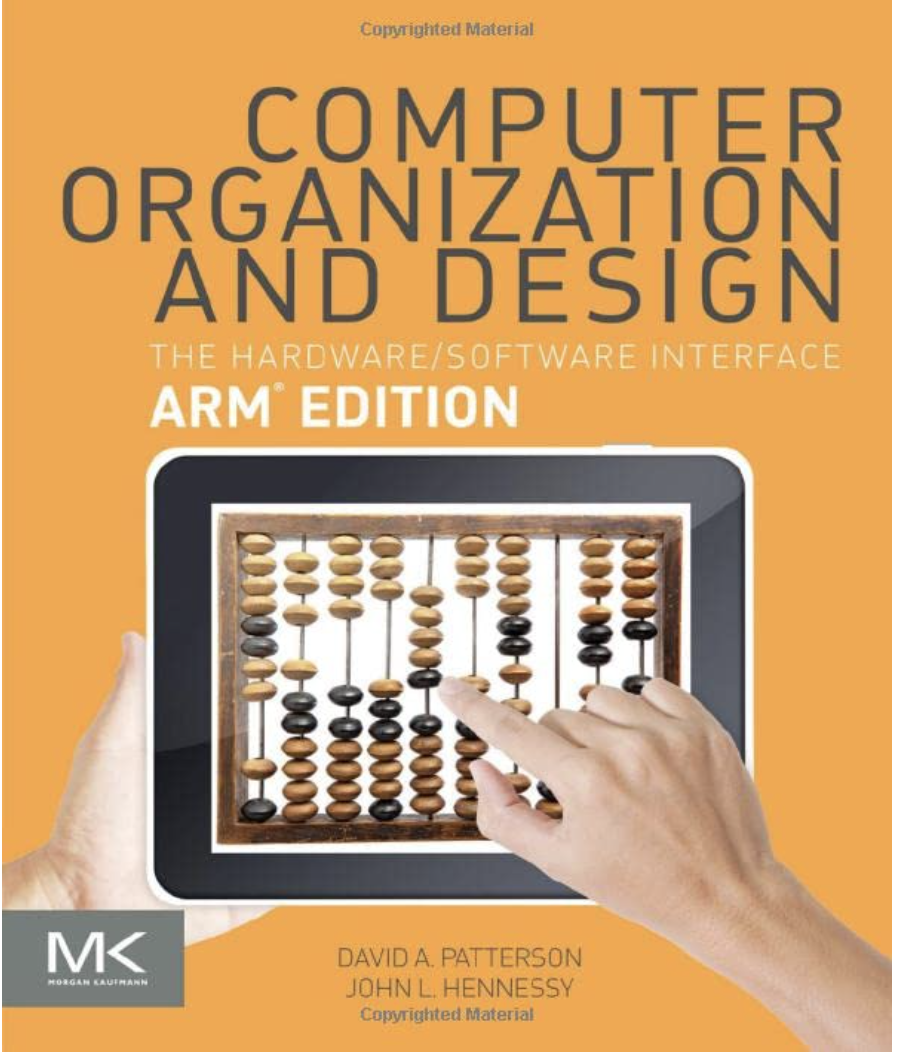 Copyrighted Material
COMPUTER
ORGANIZATION
AND DESIGN
THE HARDWARE/SOFTWARE INTERFACE
ARM® EDITION
MK
MORGAN KAUFMANN
DAVID A. PATTERSON
JOHN L. HENNESSY
Copyrighted Material